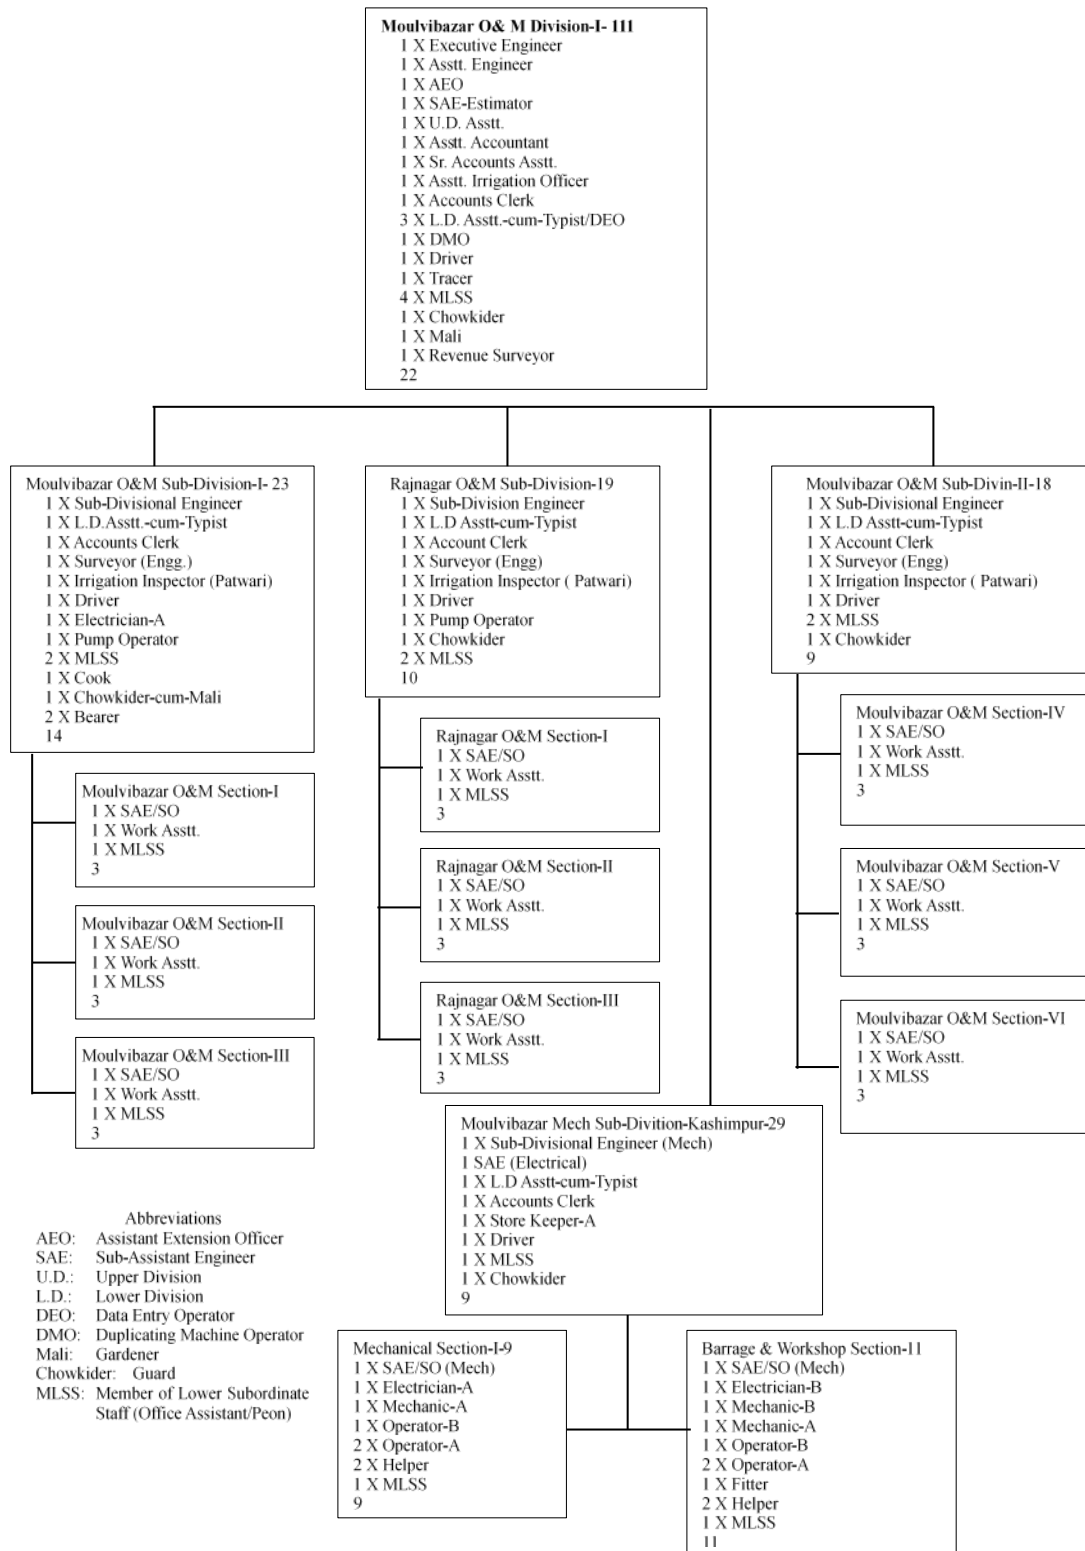 Moulvibazar O& M Division-I- 111
1 X Executive Engineer
1 X Asstt. Engineer
1 X AEO
1 X SAE-Estimator
1 X U.D. Asstt.
1 X Asstt. Accountant
1 X Sr. Accounts Asstt.
1 X Asstt. Irrigation Officer
1 X Accounts Clerk
3 X L.D. Asstt.-cum-Typist/DEO
1 X DMO
1 X Driver
1 X Tracer
4 X MLSS
1 X Chowkider
1 X Mali
1 X Revenue Surveyor
22
Moulvibazar O&M Sub-Division-I- 23
1 X Sub-Divisional Engineer
1 X L.D.Asstt.-cum-Typist
1 X Accounts Clerk
1 X Surveyor (Engg.)
1 X Irrigation Inspector (Patwari)
1 X Driver
1 X Electrician-A
1 X Pump Operator
2 X MLSS
1 X Cook
1 X Chowkider-cum-Mali
2 X Bearer
14
Moulvibazar O&M Section-I
1 X SAE/SO
1 X Work Asstt.
1 X MLSS
3
Moulvibazar O&M Section-II
1 X SAE/SO
1 X Work Asstt.
1 X MLSS
3
Moulvibazar O&M Section-III
1 X SAE/SO
1 X Work Asstt.
1 X MLSS
3
Rajnagar O&M Sub-Division-19
1 X Sub-Division Engineer
1 X L.D Asstt-cum-Typist
1 X Account Clerk
1 X Surveyor (Engg)
1 X Irrigation Inspector ( Patwari)
1 X Driver
1 X Pump Operator
1 X Chowkider
2 X MLSS
10
Rajnagar O&M Section-I
1 X SAE/SO
1 X Work Asstt.
1 X MLSS
3
Rajnagar O&M Section-II
1 X SAE/SO
1 X Work Asstt.
1 X MLSS
3
Rajnagar O&M Section-III
1 X SAE/SO
1 X Work Asstt.
1 X MLSS
3
Moulvibazar O&M Sub-Divin-II-18
1 X Sub-Divisional Engineer
1 X L.D Asstt-cum-Typist
1 X Account Clerk
1 X Surveyor (Engg)
1 X Irrigation Inspector ( Patwari)
1 X Driver
2 X MLSS
1 X Chowkider
9
Moulvibazar O&M Section-IV
1 X SAE/SO
1 X Work Asstt.
1 X MLSS
3
Moulvibazar O&M Section-V
1 X SAE/SO
1 X Work Asstt.
1 X MLSS
3
Moulvibazar O&M Section-VI
1 X SAE/SO
1 X Work Asstt.
1 X MLSS
3
Moulvibazar Mech Sub-Divition-Kashimpur-29
1 X Sub-Divisional Engineer (Mech)
1 SAE (Electrical)
1 X L.D Asstt-cum-Typist
1 X Accounts Clerk
1 X Store Keeper-A
1 X Driver
1 X MLSS
1 X Chowkider
9
Mechanical Section-I-9
1 X SAE/SO (Mech)
1 X Electrician-A
1 X Mechanic-A
1 X Operator-B
2 X Operator-A
2 X Helper
1 X MLSS
9
Barrage & Workshop Section-11
1 X SAE/SO (Mech)
1 X Electrician-B
1 X Mechanic-B
1 X Mechanic-A
1 X Operator-B
2 X Operator-A
1 X Fitter
2 X Helper
1 X MLSS
11
Abbreviations
AEO: Assistant Extension Officer
SAE: Sub-Assistant Engineer
U.D.: Upper Division
L.D.: Lower Division
DEO: Data Entry Operator
DMO: Duplicating Machine Operator
Mali: Gardener
Chowkider: Guard
MLSS: Member of Lower Subordinate
Staff (Office Assistant/Peon)